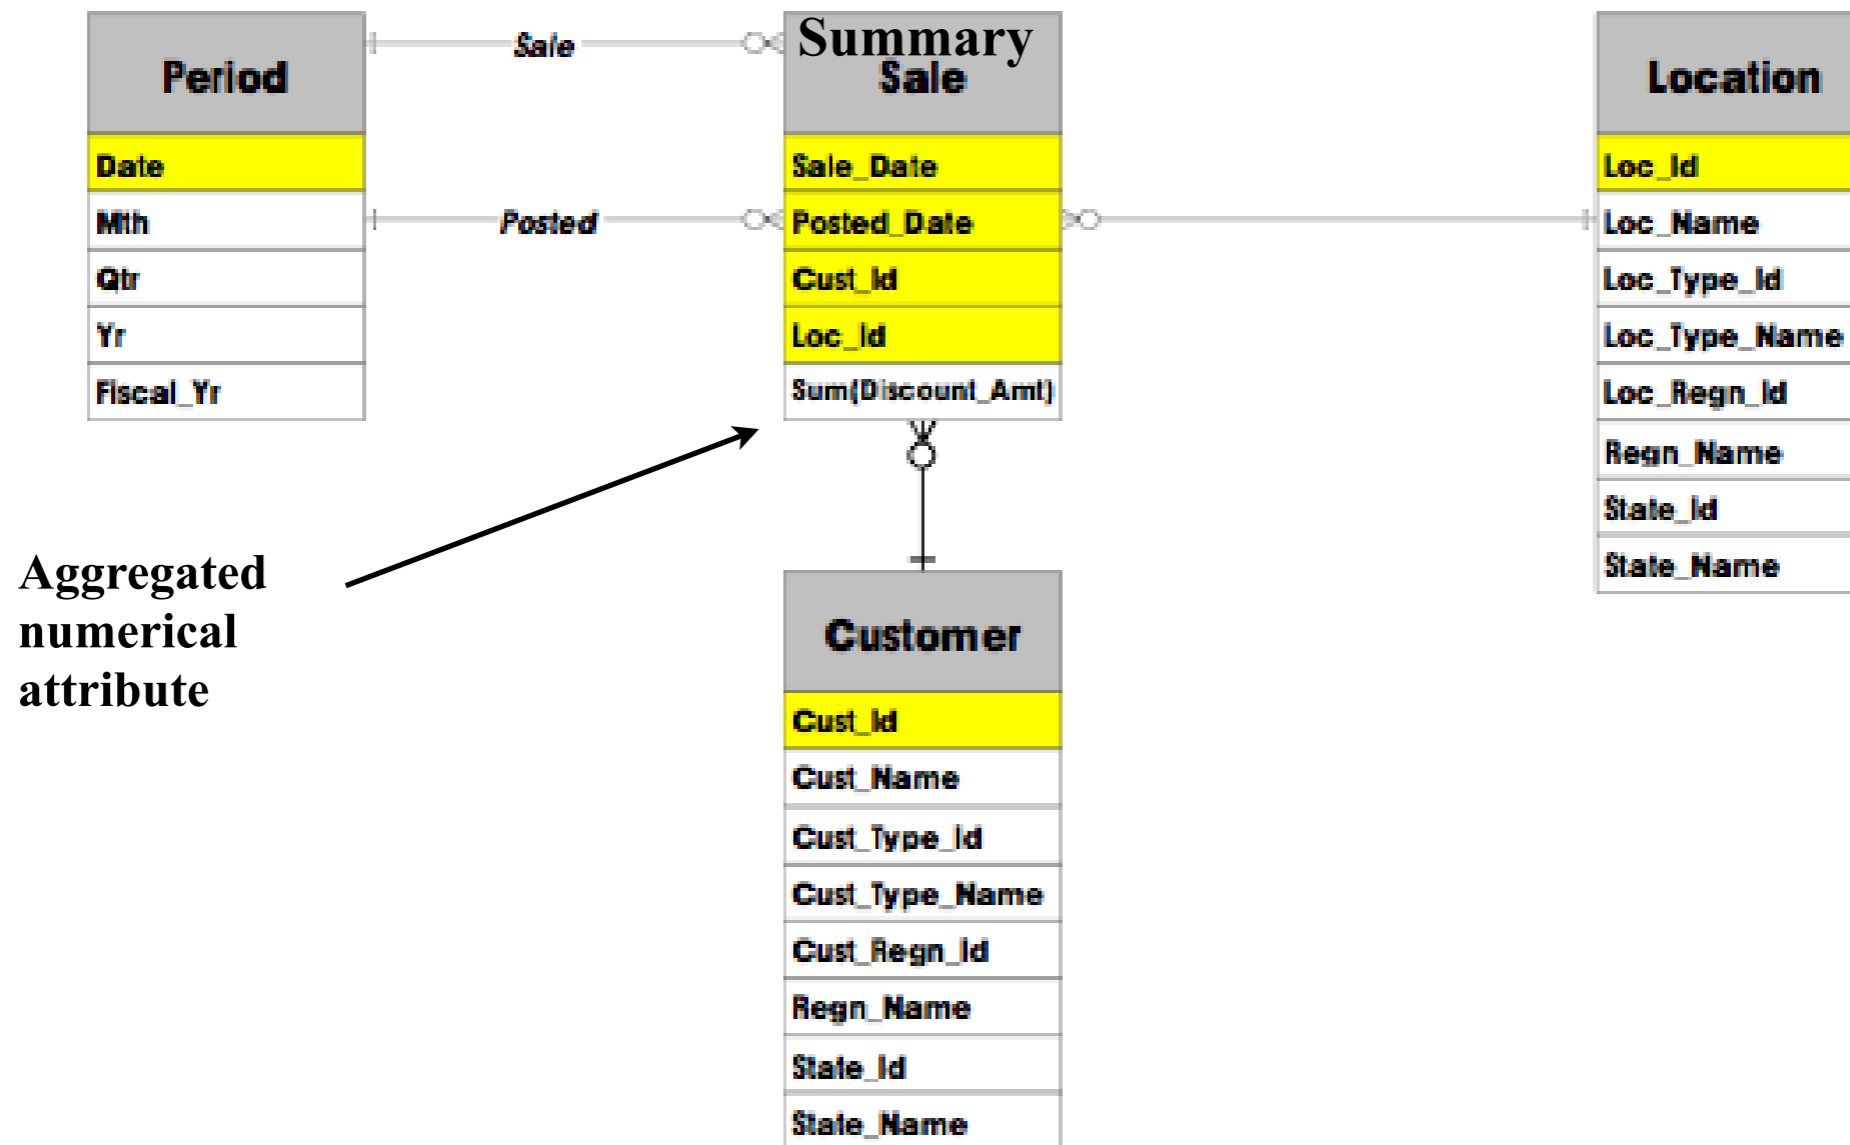 Period
Date
Mth
Qtr
Yr
Fiscal_Yr
Sale
Posted
Summary
Sale
Sale_Date
Posted_Date
Cust_Id
Loc_Id
Sum(Discount_Amt)
Location
Loc_Id
Loc_Name
Loc_Type_Id
Loc_Type_Name
Loc_Regn_Id
Regn_Name
State_Id
State_Name
Aggregated
numerical
attribute
Customer
Cust_Id
Cust_Name
Cust_Type_Id
Cust_Type_Name
Cust_Regn_Id
Regn_Name
State_Id
State_Name